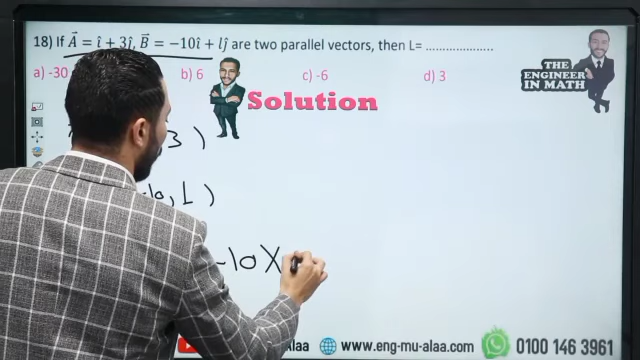 18) If A⃗ = î + 3ĵ, B⃗ = −10î + lĵ are two parallel vectors, then L= ....................
a) -30 b) 6 c) -6 d) 3
THE
ENGINEER
IN MATH
Solution
, 3 )
, L )
-10 X
Alaa www.eng-mu-alaa.com 0100 146 3961